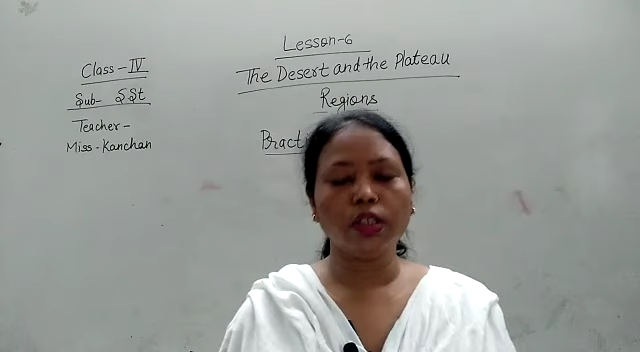 Class-IV
Sub- SSt
Teacher-
Miss-Kanchan
Lesson-6
The Desert and the Plateau
Regions